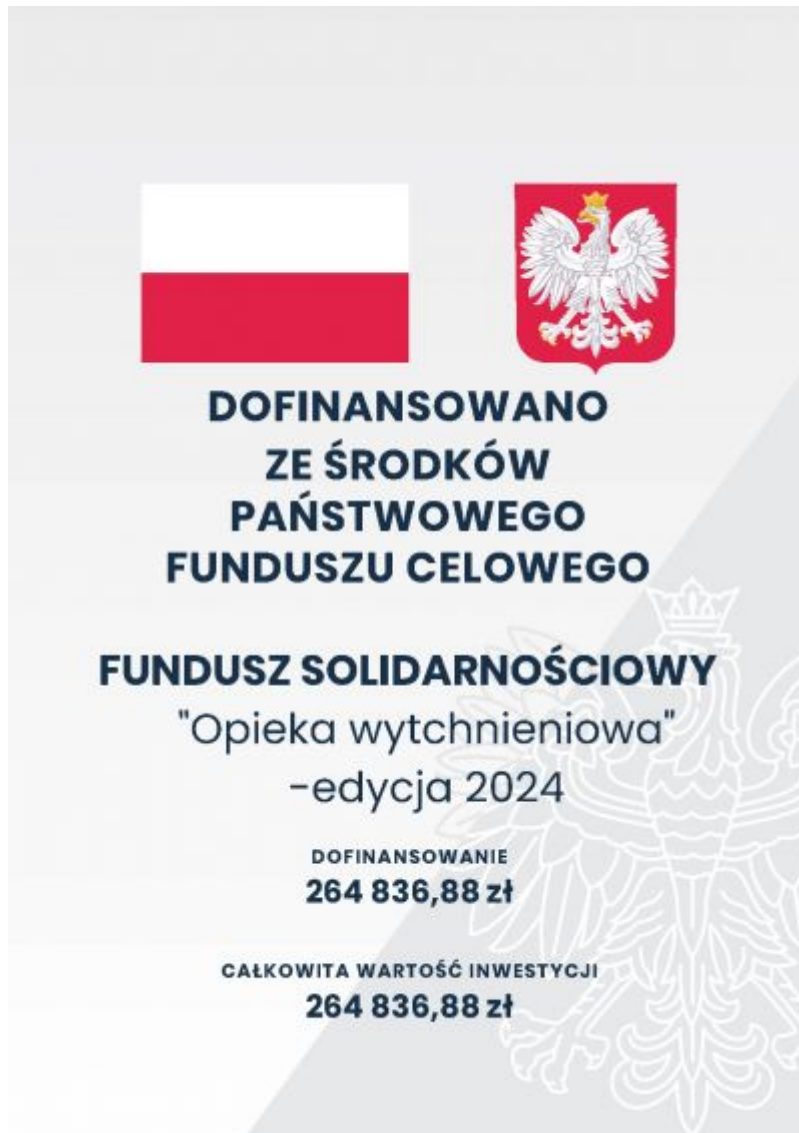 DOFINANSOWANO
ZE ŚRODKÓW
PAŃSTWOWEGO
FUNDUSZU CELOWEGO
FUNDUSZ SOLIDARNOŚCIOWY
"Opieka wytchnieniowa"
-edycja 2024
DOFINANSOWANIE
264 836,88 zł
CAŁKOWITA WARTOŚĆ INWESTYCJI
264 836,88 zł